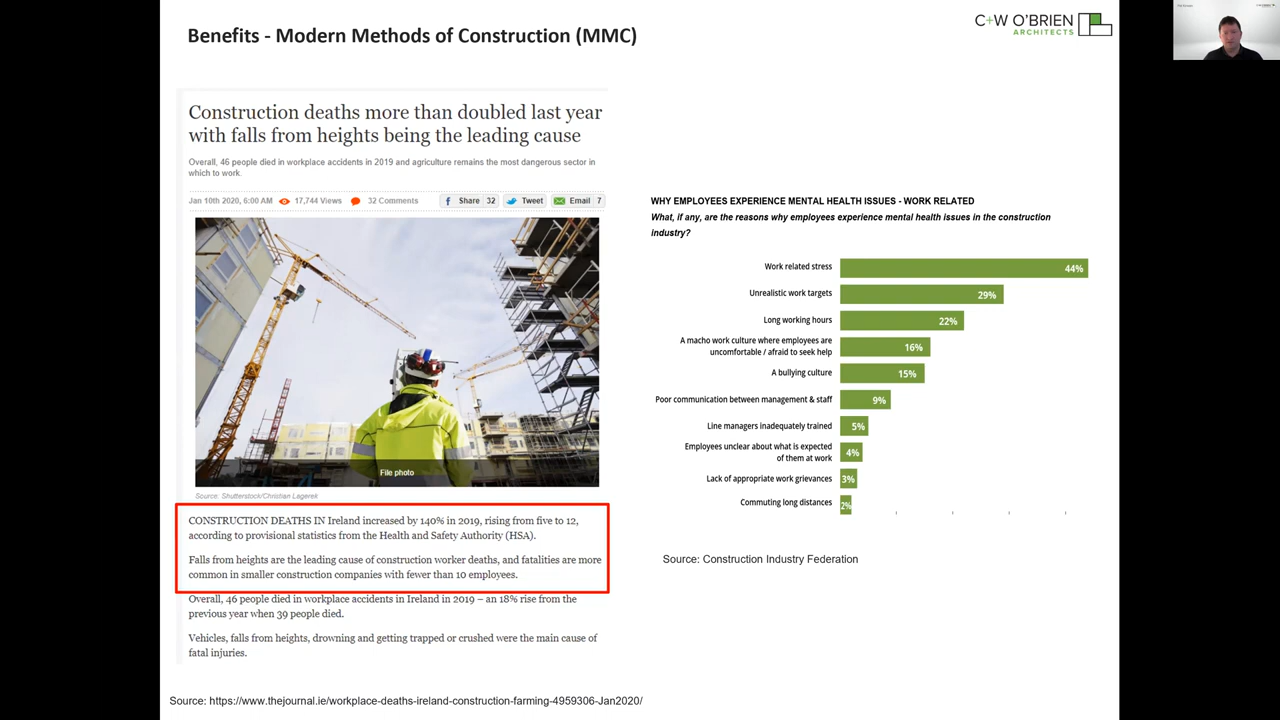 Benefits - Modern Methods of Construction (MMC)
C+W O'BRIEN
ARCHITECTS
Construction deaths more than doubled last year
with falls from heights being the leading cause
Overall, 46 people died in workplace accidents in 2019 and agriculture remains the most dangerous sector in
which to work.
Jan 10th 2020, 6:00 AM 17,744 Views 32 Comments Share 32 Tweet Email 7
File photo
Source: Shutterstock/Christian Lagerek
CONSTRUCTION DEATHS IN Ireland increased by 140% in 2019, rising from five to 12,
according to provisional statistics from the Health and Safety Authority (HSA).
Falls from heights are the leading cause of construction worker deaths, and fatalities are more
common in smaller construction companies with fewer than 10 employees.
Overall, 46 people died in workplace accidents in Ireland in 2019 – an 18% rise from the
previous year when 39 people died.
Vehicles, falls from heights, drowning and getting trapped or crushed were the main cause of
fatal injuries.
Source: https://www.thejournal.ie/workplace-deaths-ireland-construction-farming-4959306-Jan2020/
WHY EMPLOYEES EXPERIENCE MENTAL HEALTH ISSUES - WORK RELATED
What, if any, are the reasons why employees experience mental health issues in the construction
industry?
Work related stress 44%
Unrealistic work targets 29%
Long working hours 22%
A macho work culture where employees are
uncomfortable / afraid to seek help 16%
A bullying culture 15%
Poor communication between management & staff 9%
Line managers inadequately trained 5%
Employees unclear about what is expected
of them at work 4%
Lack of appropriate work grievances 3%
Commuting long distances 2%
Source: Construction Industry Federation